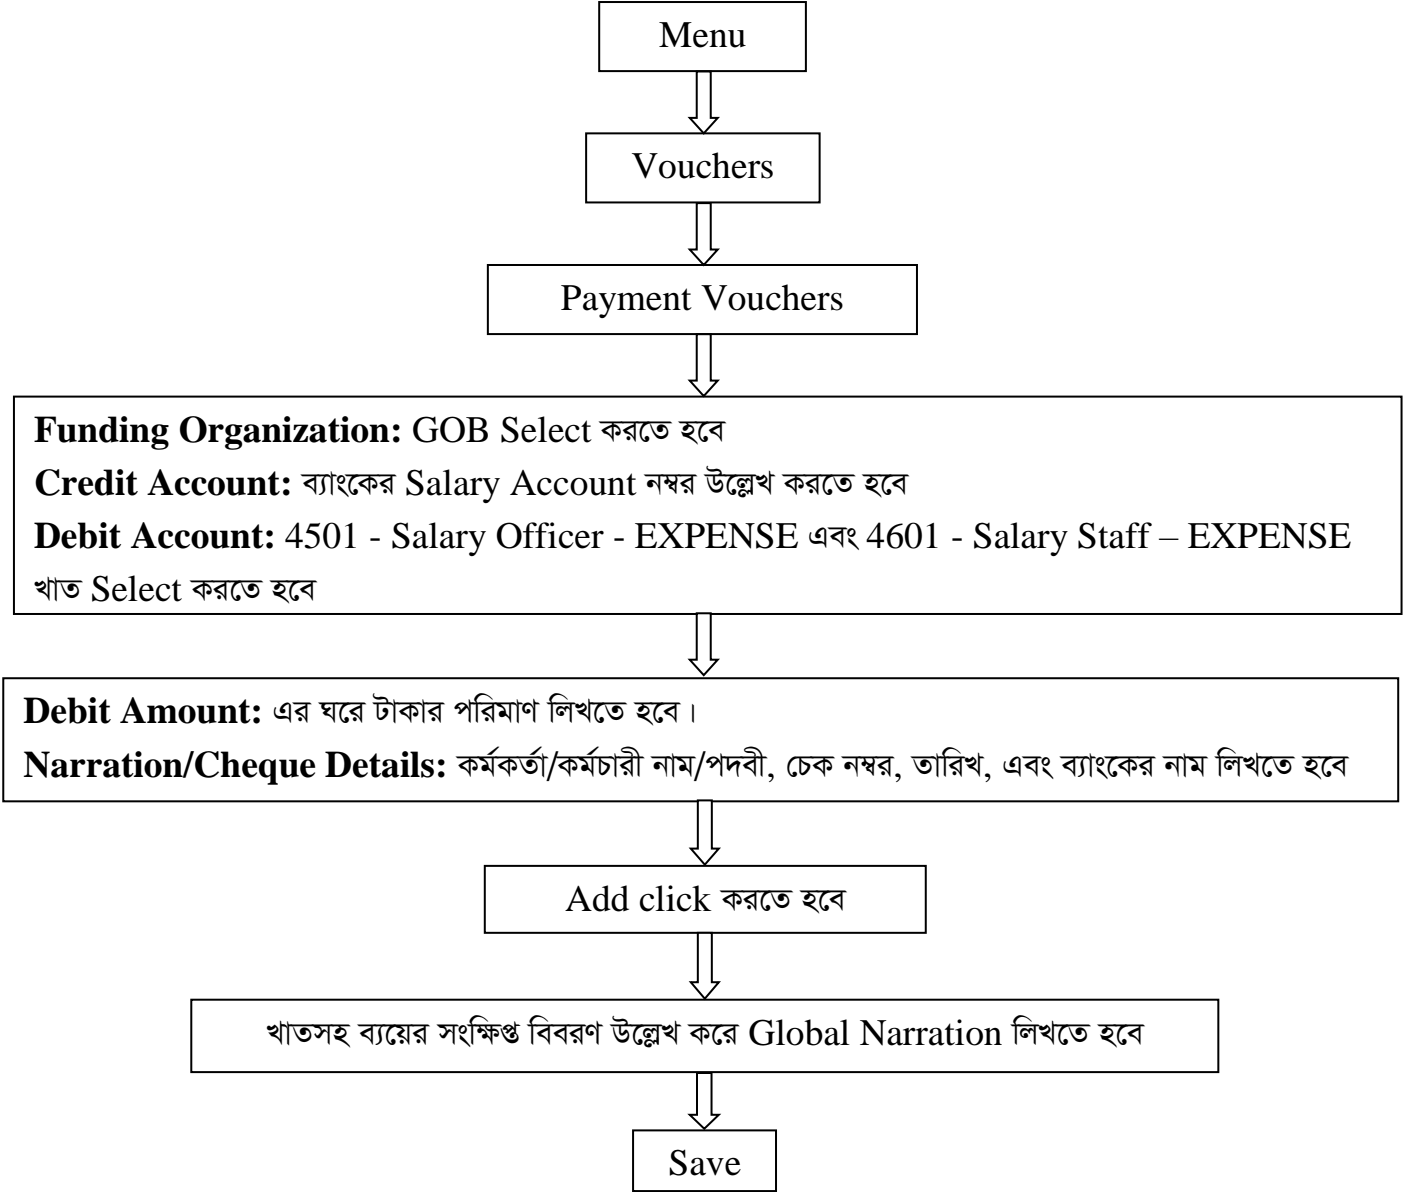 Menu
Vouchers
Payment Vouchers
Funding Organization: GOB Select করতে হবে
Credit Account: ব্যাংকের Salary Account নম্বর উল্লেখ করতে হবে
Debit Account: 4501 - Salary Officer - EXPENSE এবং 4601 - Salary Staff – EXPENSE
খাত Select করতে হবে
Debit Amount: এর ঘরে টাকার পরিমাণ লিখতে হবে।
Narration/Cheque Details: কর্মকর্তা/কর্মচারী নাম/পদবী, চেক নম্বর, তারিখ, এবং ব্যাংকের নাম লিখতে হবে
Add click করতে হবে
খাতসহ ব্যয়ের সংক্ষিপ্ত বিবরণ উল্লেখ করে Global Narration লিখতে হবে
Save